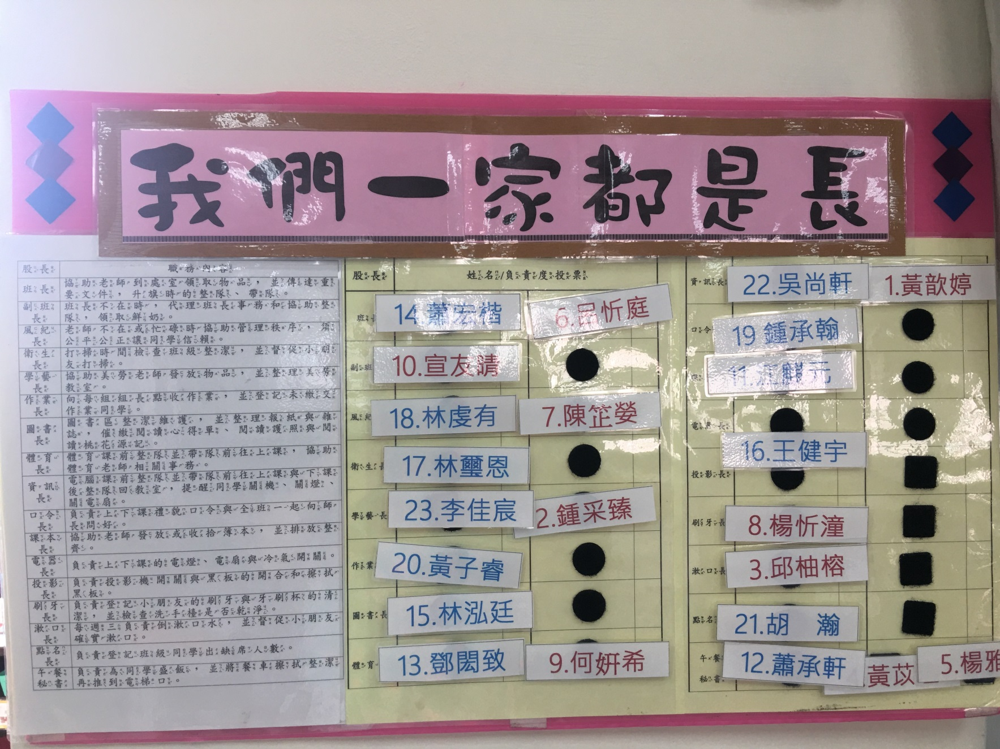 我們一家都是長
股長 職務內容
班長 協助老師到處室領取物品，並傳達重
要文件，升旗時的整隊、帶隊。
副班長 班長不在時，代理班長事務和協助整
隊，領取鮮奶。
風紀長 老師不在或忙碌時協助管理秩序，須
公平公正讓同學信賴。
衛生長 打掃時間檢查班級整潔，並督促小朋
友打掃。
學藝長 協助美勞老師發放物品，並整理美勞
教室。
作業長 向每組組長點收作業，並登記未繳交
作業同學。
圖書長 圖書區整潔維護，並整理報紙與雜
誌，催繳閱讀心得單、閱讀護照與閱
讀桃花源記。
體育長 體育課前整隊並帶隊前往上課，協助
體育老師相關事務。
資訊長 電腦課前整隊並帶隊前往上課與下課
後整隊回教室，提醒同學關機、關燈、
關電扇。
口令長 負責上下課禮貌口令與全班一起向師
長問好。
課本長 協助老師發放或收拾簿本，並排放整
齊。
電器長 負責上下課的電燈、電扇與冷氣開關。
投影長 負責投影機開關與黑板的開合和擦拭
黑板。
刷牙長 負責登記小朋友的刷牙與牙刷杯的清
潔，並檢查洗手檯是否乾淨。
漱口長 每週三負責倒漱口水，並督促小朋友
確實漱口。
點名長 負責登記班級同學出缺席人數。
午餐秘書 負責為同學盛飯，並將餐車擦拭整潔
再推到電梯口。
股長 姓名/負責度投票
班 14.蕭宏楷 6.呂忻庭
副班 10.宣友晴
風紀 18.林虔有 7.陳笠嫈
衛生長 17.林璽恩
學藝長 23.李佳宸 2.鍾采臻
作業 20.黃子睿
圖書長 15.林泓廷
體育 13.鄧閎致 9.何妍希
資訊長 22.吳尚軒 1.黃歆婷
口令 19 鍾承翰
11.江麒元
電器長
投影長 16.王健宇
刷牙長 8.楊忻潼
漱口長 3.邱柚榕
點名 21.胡 瀚
午餐秘書 12.蕭承軒 黃苡 5.楊雅